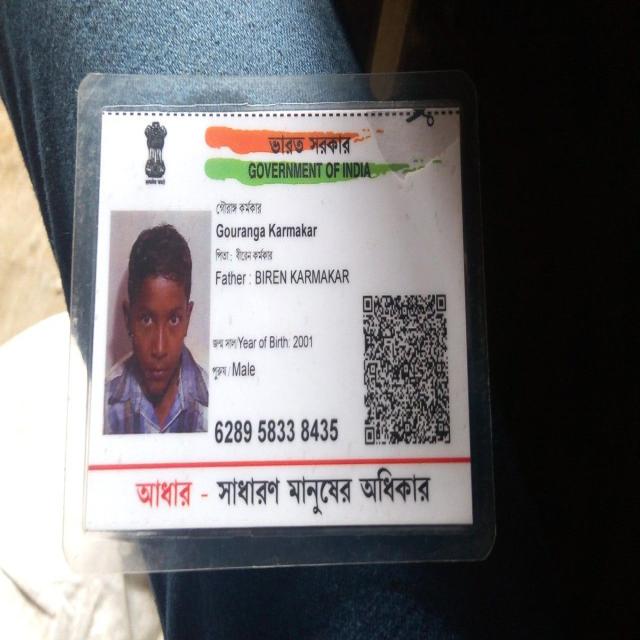 ভারত সরকার
GOVERNMENT OF INDIA
গৌরাঙ্গ কর্মকার
Gouranga Karmakar
পিতা : বীরেন কর্মকার
Father : BIREN KARMAKAR
জন্ম সাল/Year of Birth: 2001
পুরুষ / Male
6289 5833 8435
আধার - সাধারণ মানুষের অধিকার